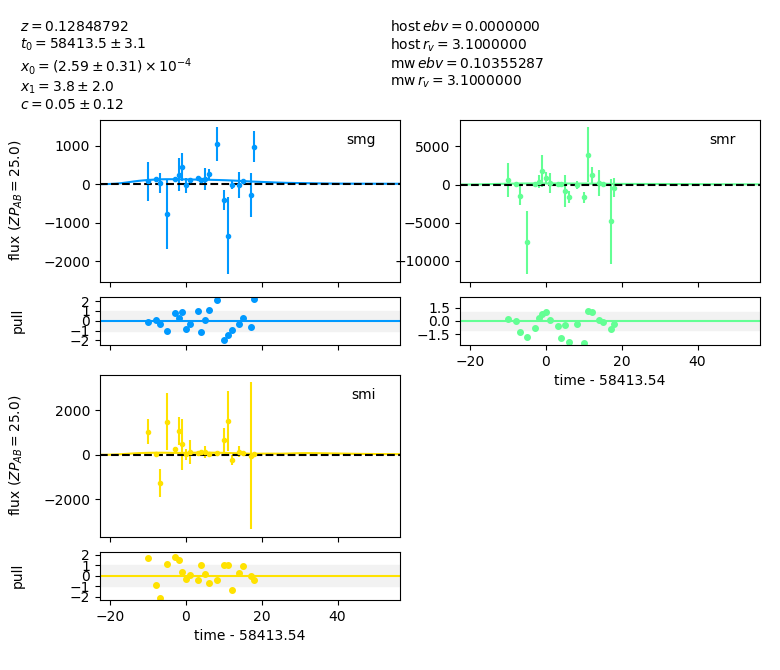 z = 0.12848792
t₀ = 58413.5 ± 3.1
x₀ = (2.59 ± 0.31) × 10⁻⁴
x₁ = 3.8 ± 2.0
c = 0.05 ± 0.12
host ebv = 0.0000000
host r_v = 3.1000000
mw ebv = 0.10355287
mw r_v = 3.1000000
smg
flux (ZP_AB = 25.0)
1000
0
−1000
−2000
smr
5000
0
−5000
−10000
pull
2
1
0
−1
−2
1.5
0.0
−1.5
−20
0
20
40
time - 58413.54
smi
flux (ZP_AB = 25.0)
2000
0
−2000
pull
2
1
0
−1
−2
−20
0
20
40
time - 58413.54